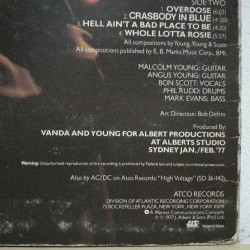 SIDE TWO
1. OVERDOSE
2. CRABSODY IN BLUE
3. HELL AIN'T A BAD PLACE TO BE
4. WHOLE LOTTA ROSIE
All compositions by Young, Young & Scott
All compositions published by E. B. Marks Music Corp., BMI.
MALCOLM YOUNG: GUITAR
ANGUS YOUNG: GUITAR
BON SCOTT: VOCALS
PHIL RUDD: DRUMS
MARK EVANS: BASS
Art Direction: Bob Defrin
Produced By:
VANDA AND YOUNG FOR ALBERT PRODUCTIONS
AT ALBERTS STUDIO
SYDNEY JAN./FEB. '77
Warning: Unauthorized reproduction of this recording is prohibited by Federal law and subject to criminal prosecution.
Also by AC/DC on Atco Records: "High Voltage" (SD 36-142).
ATCO RECORDS
DIVISION OF ATLANTIC RECORDING CORPORATION
75 ROCKEFELLER PLAZA, NEW YORK, NEW YORK 10019
A Warner Communications Company